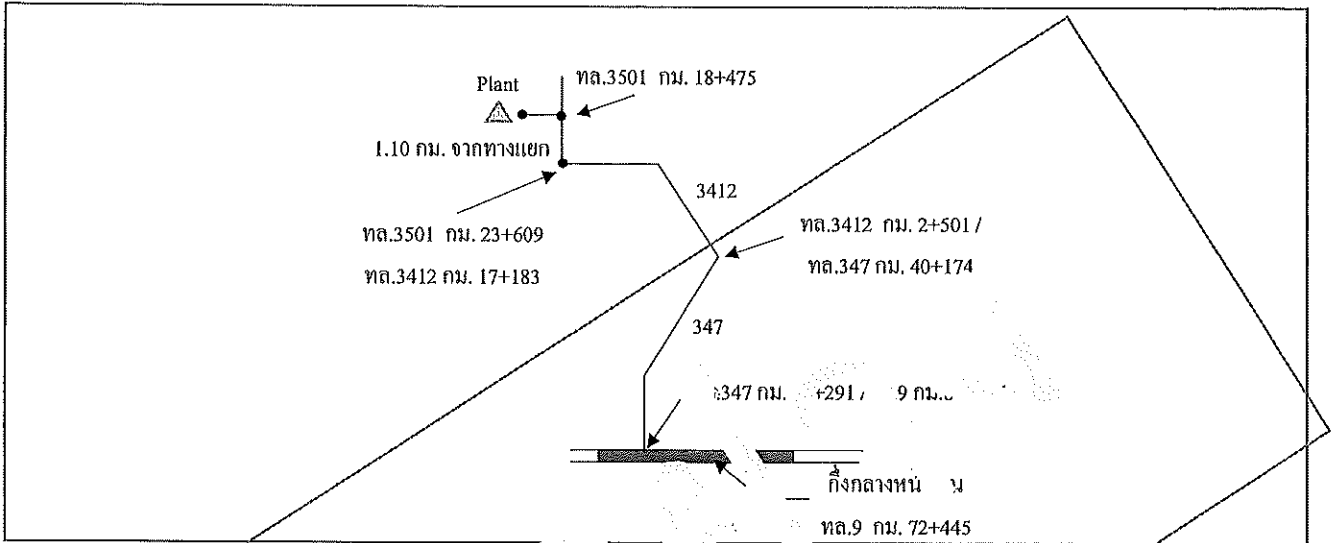 Plant
ทล.3501 กม. 18+475
1.10 กม. จากทางแยก
3412
ทล.3501 กม. 23+609
ทล.3412 กม. 17+183
ทล.3412 กม. 2+501 /
ทล.347 กม. 40+174
347
347 กม. +291 / 9 กม.
กึ่งกลาง
ทล.9 กม. 72+445